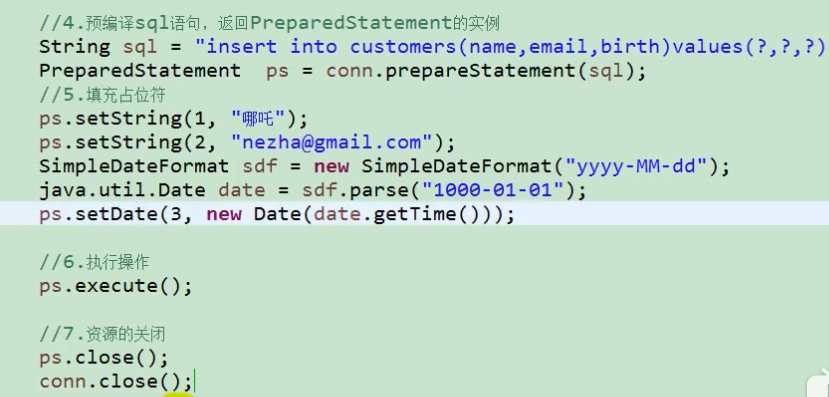 //4.预编译sql语句，返回PreparedStatement的实例
String sql = "insert into customers(name,email,birth)values(?,?,?)
PreparedStatement ps = conn.prepareStatement(sql);
//5.填充占位符
ps.setString(1, "哪吒");
ps.setString(2, "nezha@gmail.com");
SimpleDateFormat sdf = new SimpleDateFormat("yyyy-MM-dd");
java.util.Date date = sdf.parse("1000-01-01");
ps.setDate(3, new Date(date.getTime()));
//6.执行操作
ps.execute();
//7.资源的关闭
ps.close();
conn.close();